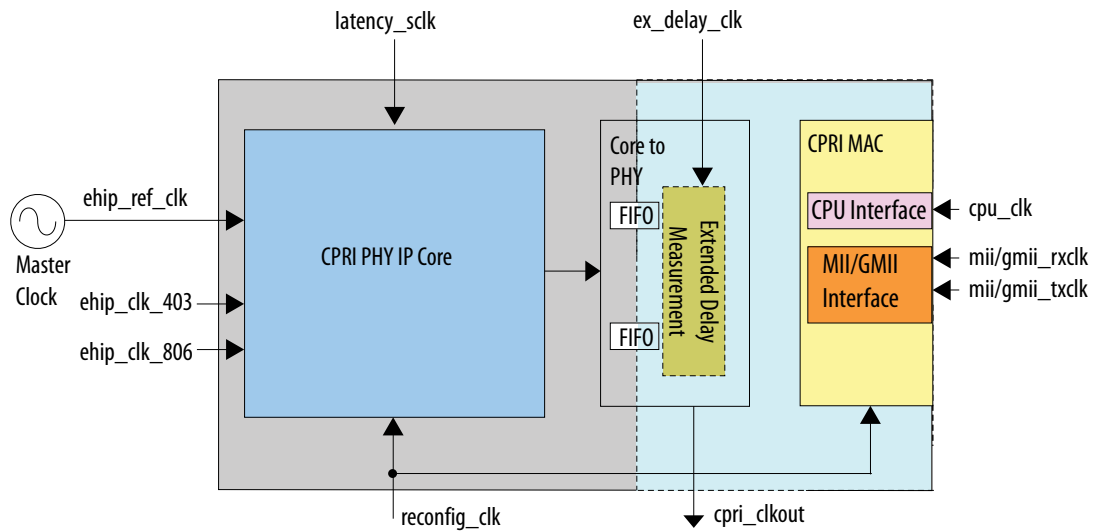 latency_sclk
ex_delay_clk
Core to
PHY
CPRI MAC
ehip_ref_clk
FIFO
CPU Interface
cpu_clk
CPRI PHY IP Core
Extended Delay
Measurement
MII/GMII
Interface
mii/gmii_rxclk
mii/gmii_txclk
Master
Clock
ehip_clk_403
FIFO
ehip_clk_806
reconfig_clk
cpri_clkout